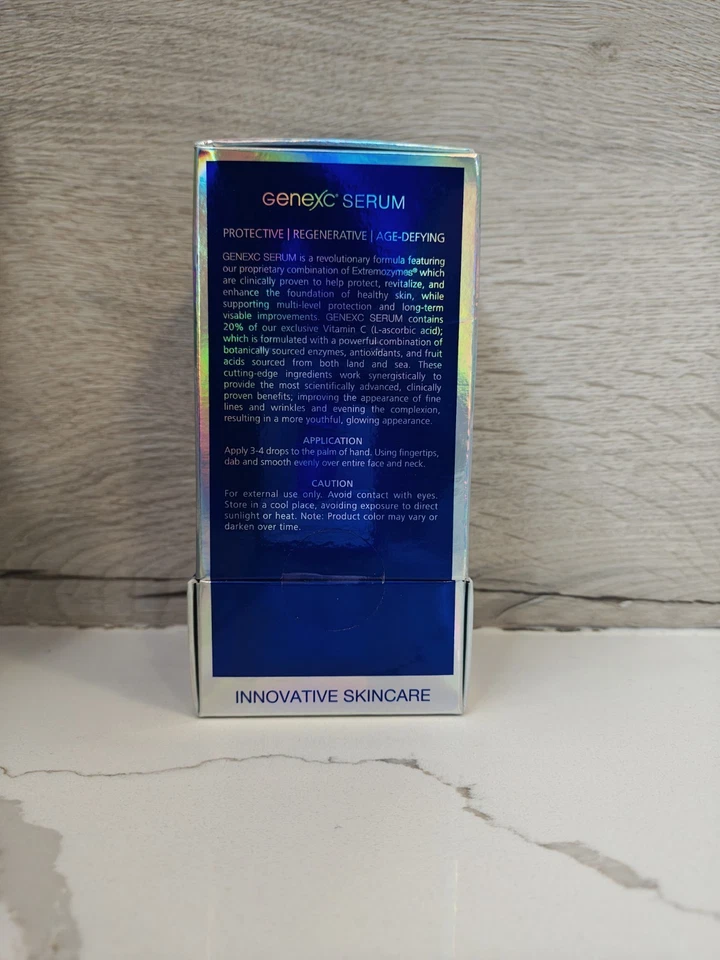 GENEXC® SERUM
PROTECTIVE | REGENERATIVE | AGE-DEFYING
GENEXC SERUM is a revolutionary formula featuring
our proprietary combination of Extremozymes® which
are clinically proven to help protect, revitalize, and
enhance the foundation of healthy skin, while
supporting multi-level protection and long-term
visable improvements. GENEXC SERUM contains
20% of our exclusive Vitamin C (L-ascorbic acid);
which is formulated with a powerful combination of
botanically sourced enzymes, antioxidants, and fruit
acids sourced from both land and sea. These
cutting-edge ingredients work synergistically to
provide the most scientifically advanced, clinically
proven benefits; improving the appearance of fine
lines and wrinkles and evening the complexion,
resulting in a more youthful, glowing appearance.
APPLICATION
Apply 3-4 drops to the palm of hand. Using fingertips,
dab and smooth evenly over entire face and neck.
CAUTION
For external use only. Avoid contact with eyes.
Store in a cool place, avoiding exposure to direct
sunlight or heat. Note: Product color may vary or
darken over time.
INNOVATIVE SKINCARE